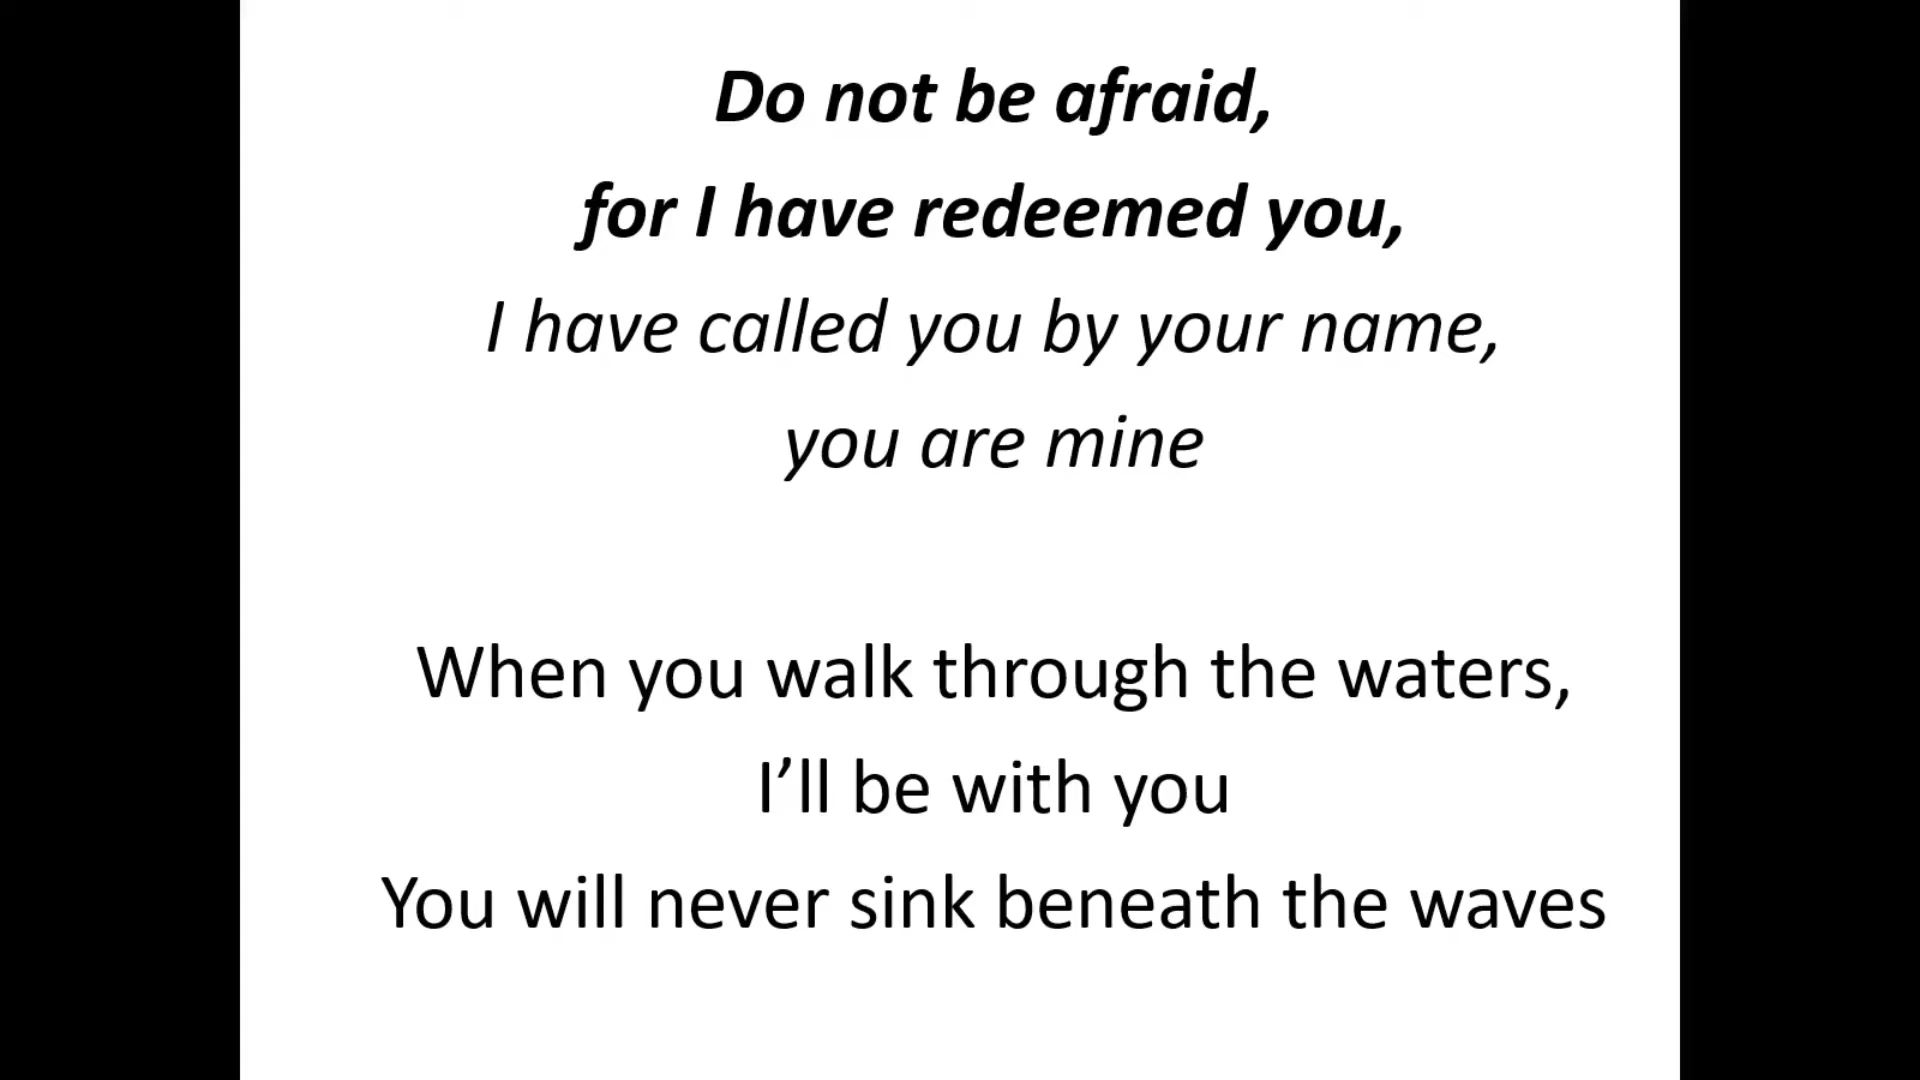 Do not be afraid,
for I have redeemed you,
I have called you by your name,
you are mine
When you walk through the waters,
I’ll be with you
You will never sink beneath the waves